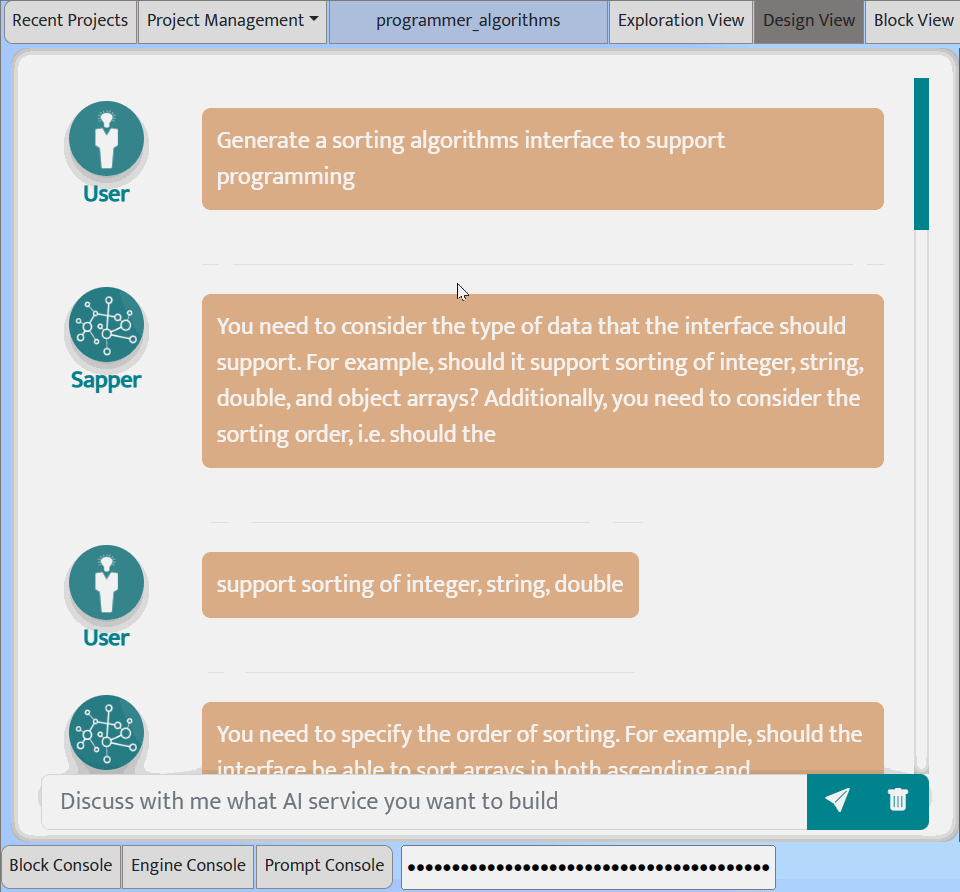 Recent Projects
Project Management
programmer_algorithms
Exploration View
Design View
Block View
Generate a sorting algorithms interface to support
programming
User
You need to consider the type of data that the interface should
support. For example, should it support sorting of integer, string,
double, and object arrays? Additionally, you need to consider the
sorting order, i.e. should the
Sapper
support sorting of integer, string, double
User
You need to specify the order of sorting. For example, should the
interface be able to sort arrays in both ascending and
Discuss with me what AI service you want to build
Block Console
Engine Console
Prompt Console